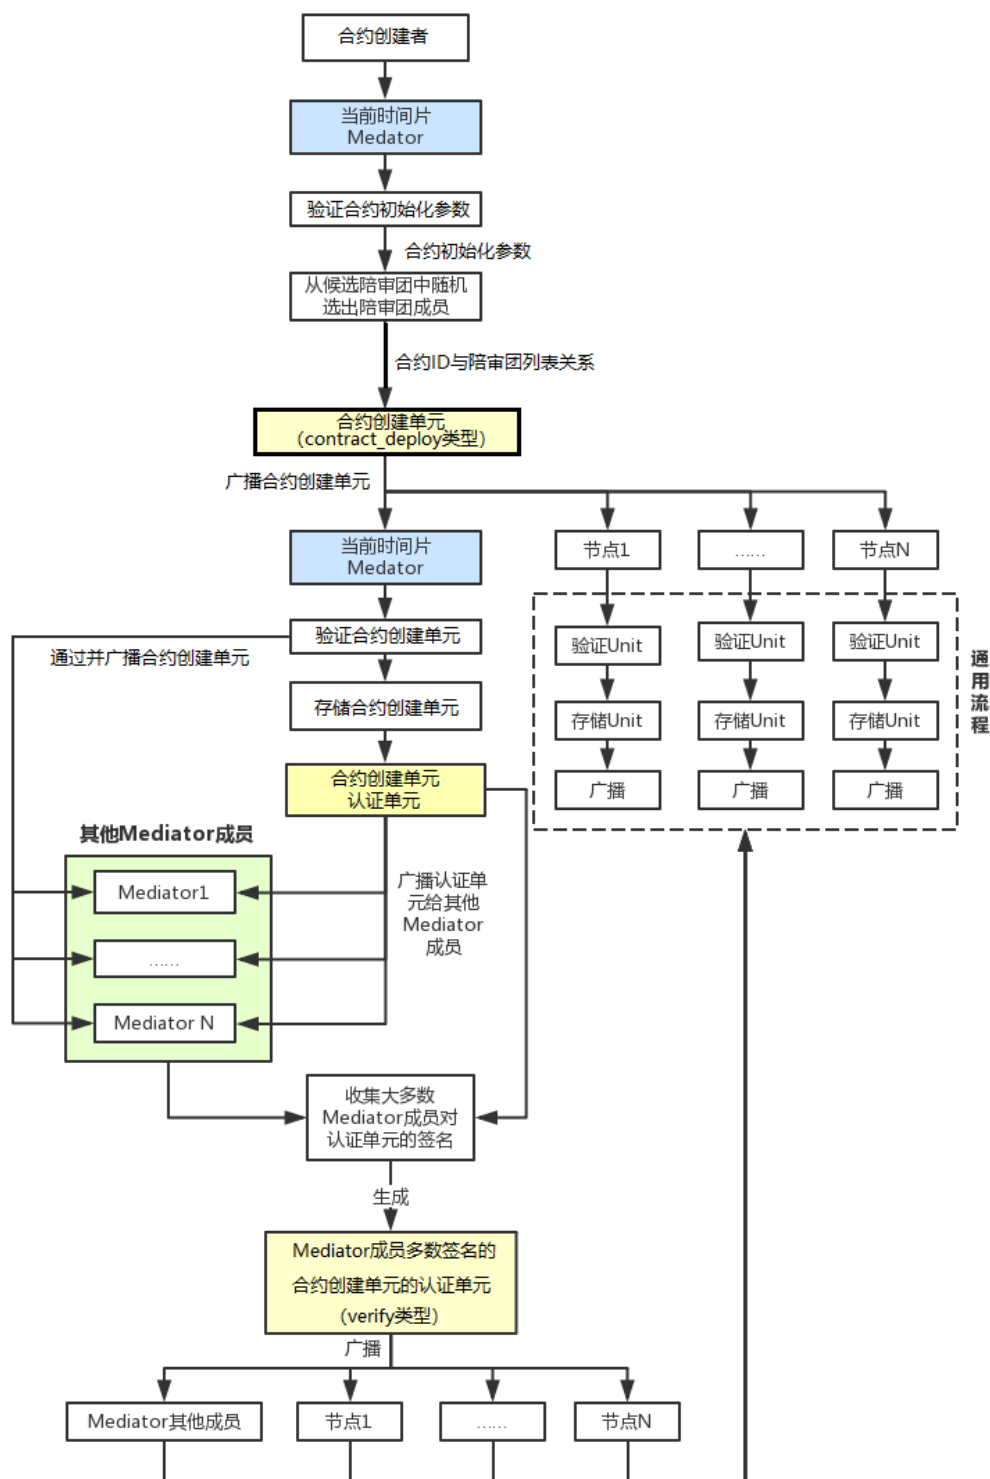 合约创建者
当前时间片
Medator
验证合约初始化参数
合约初始化参数
从候选陪审团中随机
选出陪审团成员
合约ID与陪审团列表关系
合约创建单元
（contract_deploy类型）
广播合约创建单元
当前时间片
Medator
节点1
……
节点N
验证合约创建单元
通过并广播合约创建单元
存储合约创建单元
合约创建单元
认证单元
验证Unit
验证Unit
验证Unit
存储Unit
存储Unit
存储Unit
广播
广播
广播
通用流程
其他Mediator成员
Mediator1
……
Mediator N
广播认证单
元给其他
Mediator
成员
收集大多数
Mediator成员对
认证单元的签名
生成
Mediator成员多数签名的
合约创建单元的认证单元
（verify类型）
广播
Mediator其他成员
节点1
……
节点N